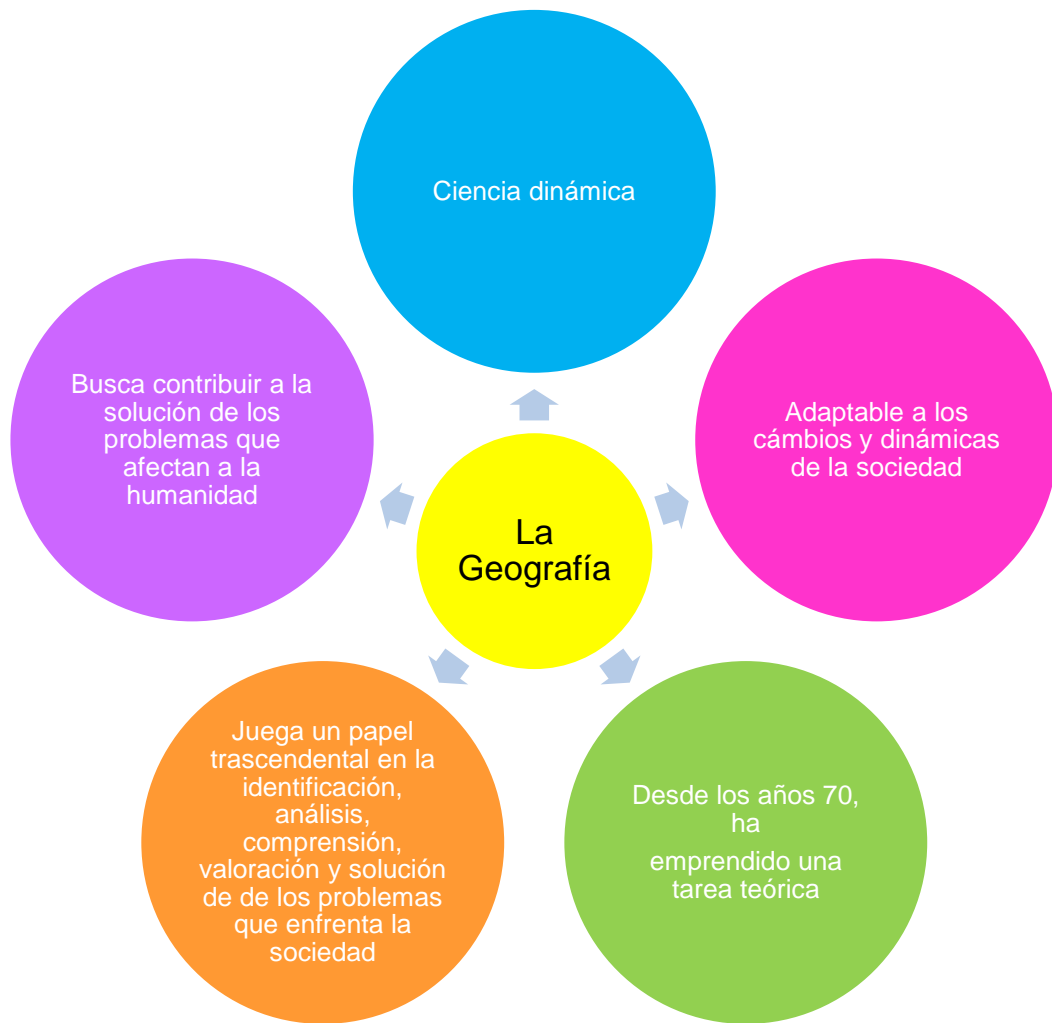 Ciencia dinámica
Adaptable a los
cámbios y dinámicas
de la sociedad
Desde los años 70,
ha
emprendido una
tarea teórica
Juega un papel
trascendental en la
identificación,
análisis,
comprensión,
valoración y solución
de de los problemas
que enfrenta la
sociedad
Busca contribuir a la
solución de los
problemas que
afectan a la
humanidad
La
Geografía